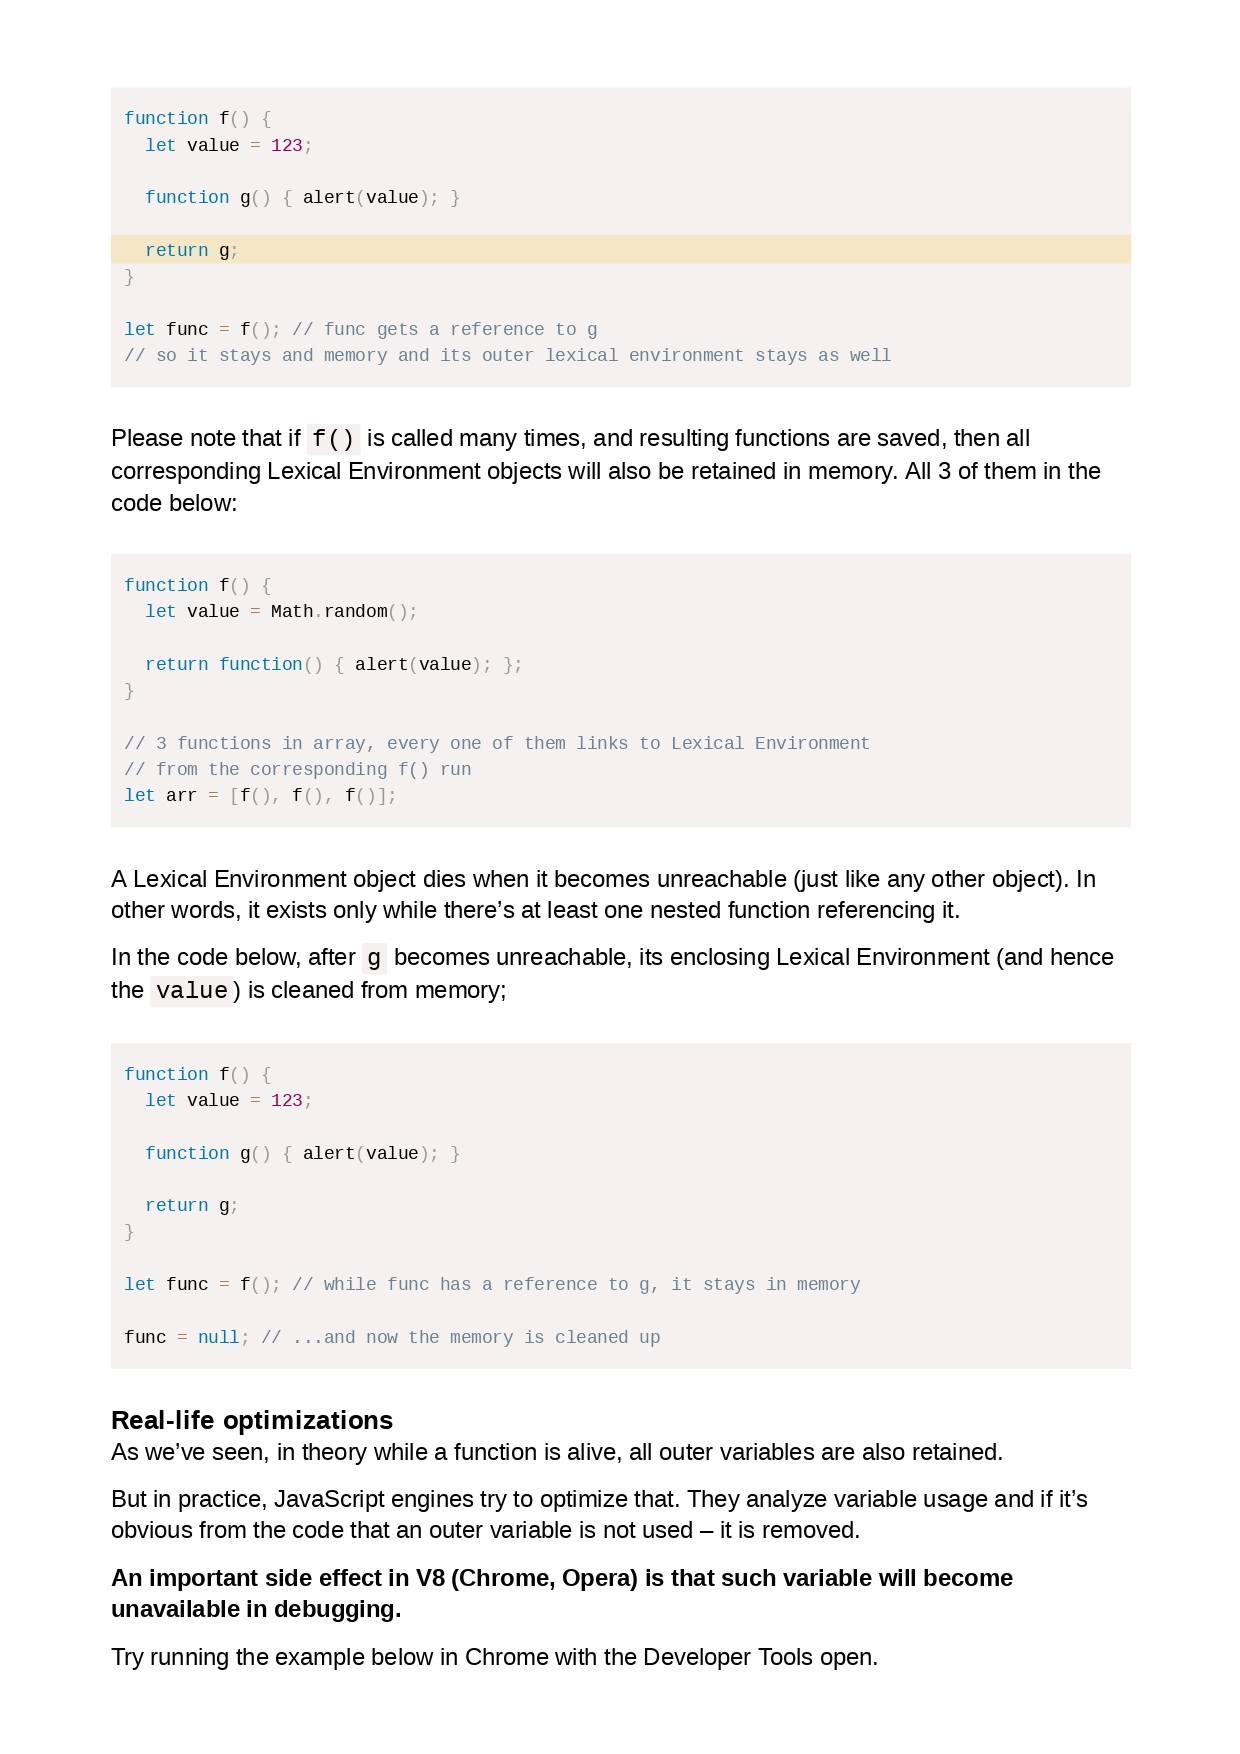 function f() {
  let value = 123;

  function g() { alert(value); }

  return g;
}

let func = f(); // func gets a reference to g
// so it stays and memory and its outer lexical environment stays as well

Please note that if f() is called many times, and resulting functions are saved, then all
corresponding Lexical Environment objects will also be retained in memory. All 3 of them in the
code below:

function f() {
  let value = Math.random();

  return function() { alert(value); };
}

// 3 functions in array, every one of them links to Lexical Environment
// from the corresponding f() run
let arr = [f(), f(), f()];

A Lexical Environment object dies when it becomes unreachable (just like any other object). In
other words, it exists only while there’s at least one nested function referencing it.

In the code below, after g becomes unreachable, its enclosing Lexical Environment (and hence
the value) is cleaned from memory;

function f() {
  let value = 123;

  function g() { alert(value); }

  return g;
}

let func = f(); // while func has a reference to g, it stays in memory

func = null; // ...and now the memory is cleaned up

Real-life optimizations
As we’ve seen, in theory while a function is alive, all outer variables are also retained.

But in practice, JavaScript engines try to optimize that. They analyze variable usage and if it’s
obvious from the code that an outer variable is not used – it is removed.

An important side effect in V8 (Chrome, Opera) is that such variable will become
unavailable in debugging.

Try running the example below in Chrome with the Developer Tools open.